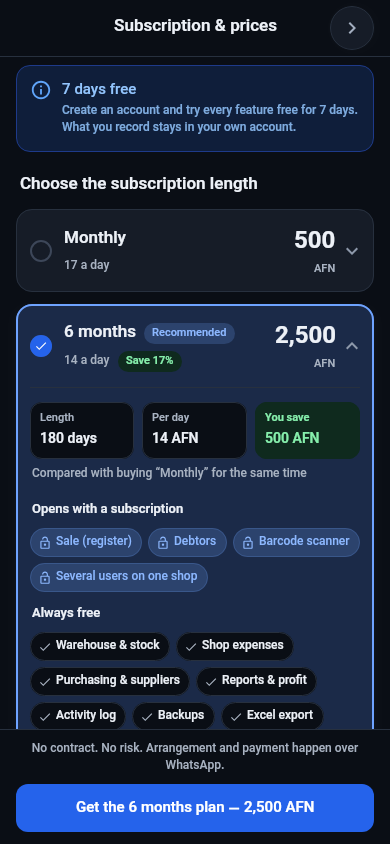 Subscription & prices
7 days free
Create an account and try every feature free for 7 days.
What you record stays in your own account.
Choose the subscription length
Monthly
500
17 a day
AFN
6 months
Recommended
2,500
14 a day
Save 17%
AFN
Length
Per day
You save
180 days
14 AFN
500 AFN
Compared with buying “Monthly” for the same time
Opens with a subscription
Sale (register)
Debtors
Barcode scanner
Several users on one shop
Always free
Warehouse & stock
Shop expenses
Purchasing & suppliers
Reports & profit
Activity log
Backups
Excel export
No contract. No risk. Arrangement and payment happen over
WhatsApp.
Get the 6 months plan — 2,500 AFN